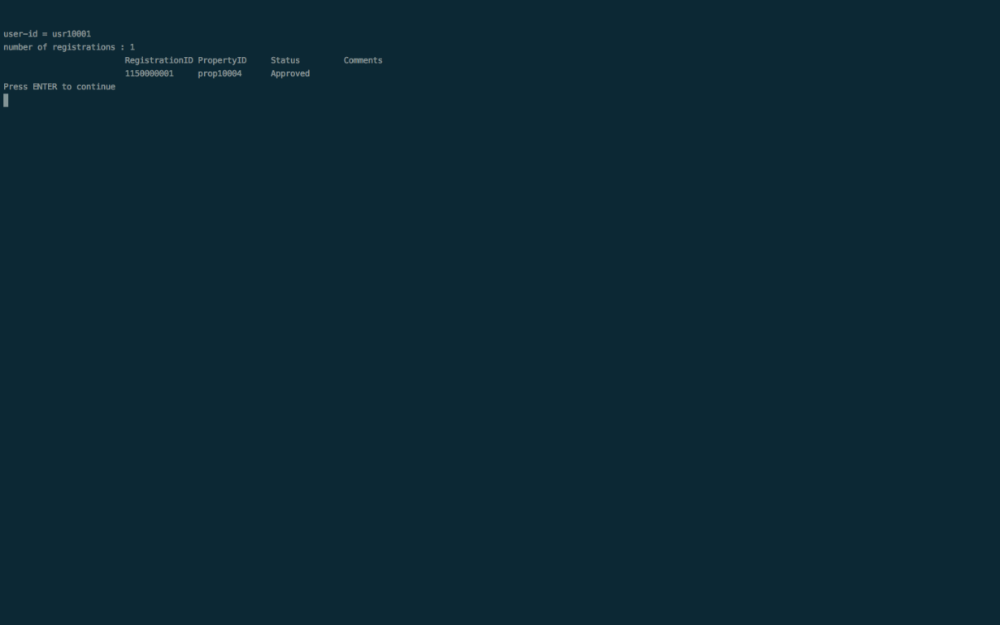 user-id = usr10001
number of registrations : 1
RegistrationID PropertyID Status Comments
1150000001 prop10004 Approved
Press ENTER to continue